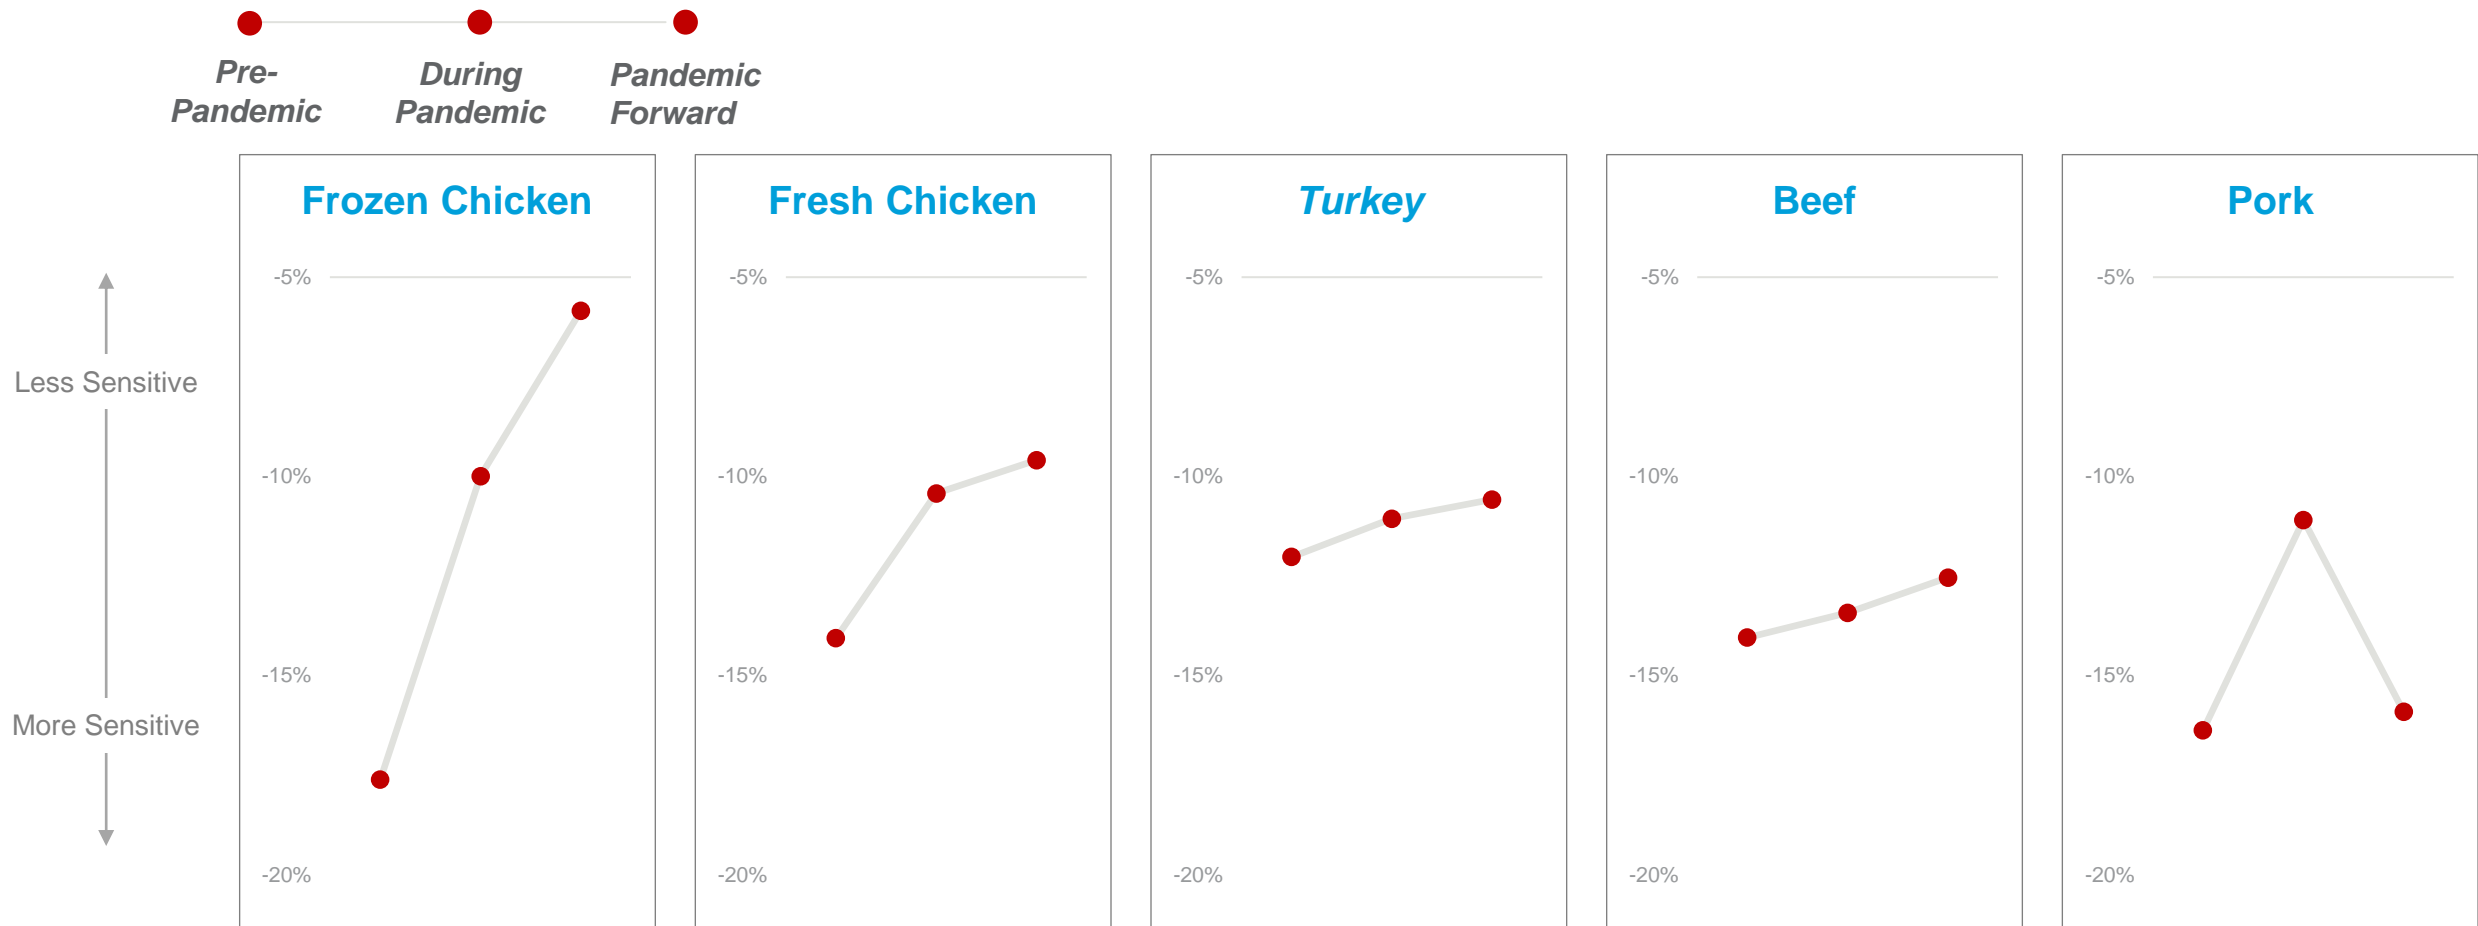 Pre-
Pandemic
During
Pandemic
Pandemic
Forward
Less Sensitive
More Sensitive
Frozen Chicken
-5%
-10%
-15%
-20%
Fresh Chicken
-5%
-10%
-15%
-20%
Turkey
-5%
-10%
-15%
-20%
Beef
-5%
-10%
-15%
-20%
Pork
-5%
-10%
-15%
-20%